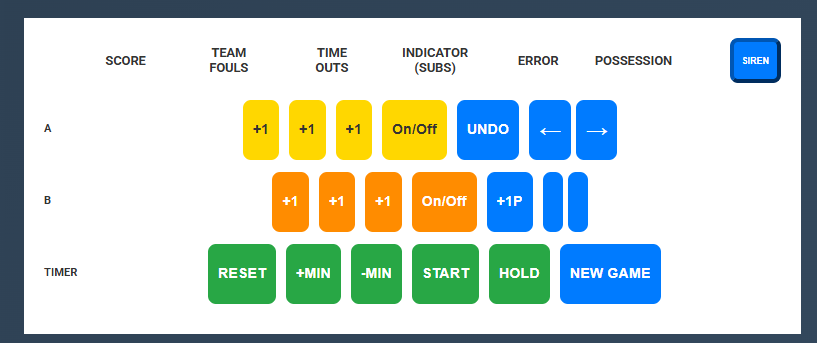 SCORE TEAM FOULS TIME OUTS INDICATOR (SUBS) ERROR POSSESSION SIREN
A +1 +1 +1 On/Off UNDO ← →
B +1 +1 +1 On/Off +1P
TIMER RESET +MIN -MIN START HOLD NEW GAME